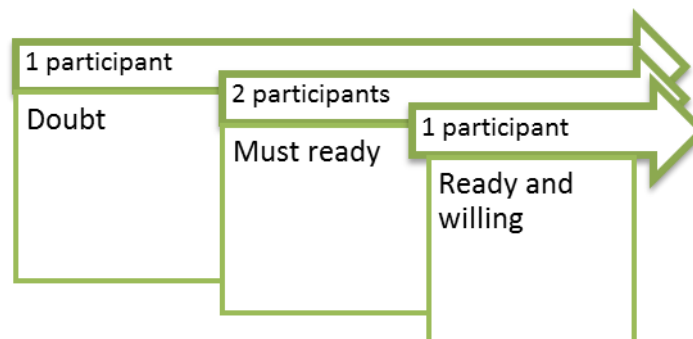 1 participant
Doubt
2 participants
Must ready
1 participant
Ready and
willing